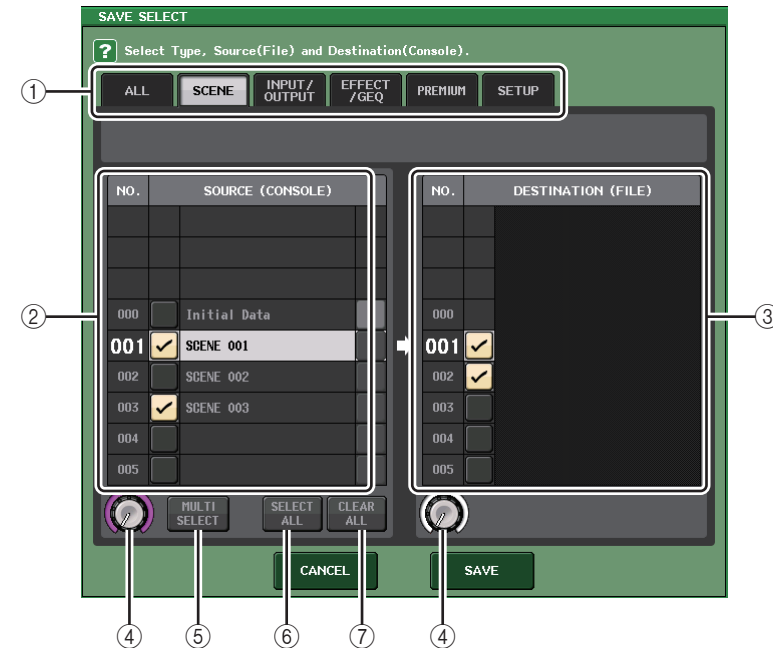 SAVE SELECT
? Select Type, Source(File) and Destination(Console).
① ALL SCENE INPUT/ OUTPUT EFFECT /GEQ PREMIUM SETUP
NO. SOURCE (CONSOLE) NO. DESTINATION (FILE)
② 000 Initial Data 000 ③
001 SCENE 001 001
002 SCENE 002 002
003 SCENE 003 003
004 004
005 005
MULTI SELECT SELECT ALL CLEAR ALL
CANCEL SAVE
④ ⑤ ⑥ ⑦ ④